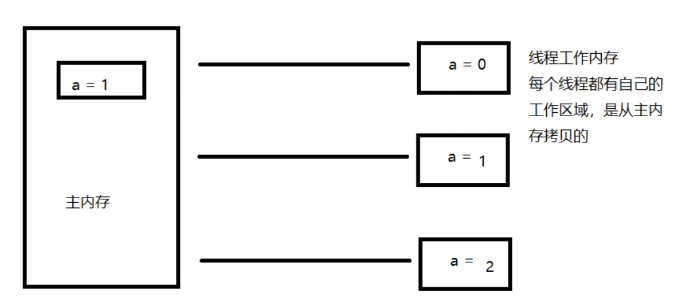 a = 1
主内存
a = 0
a = 1
a = 2
线程工作内存
每个线程都有自己的
工作区域，是从主内
存拷贝的